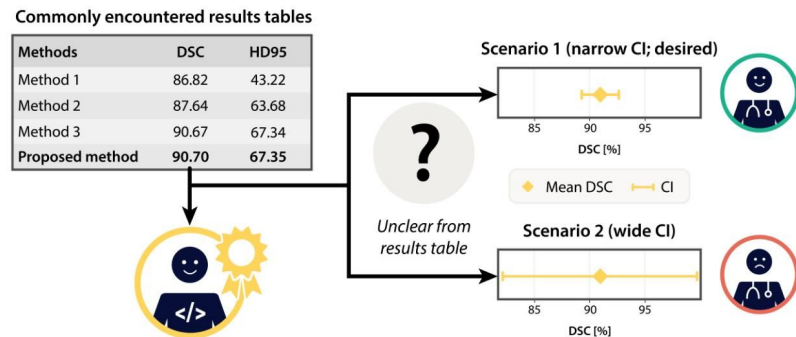 Commonly encountered results tables
Methods DSC HD95
Method 1 86.82 43.22
Method 2 87.64 63.68
Method 3 90.67 67.34
Proposed method 90.70 67.35
</>
?
Unclear from
results table
Scenario 1 (narrow CI; desired)
85 90 95
DSC [%]
Mean DSC CI
Scenario 2 (wide CI)
85 90 95
DSC [%]